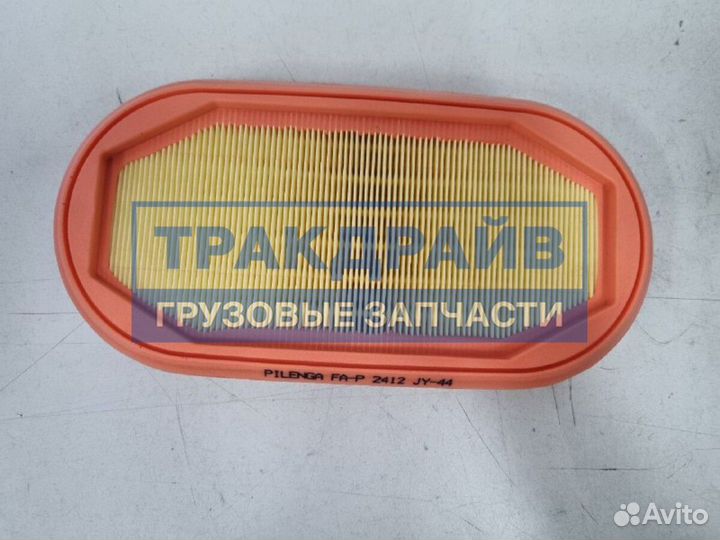 ТРАКДРАЙВ
ГРУЗОВЫЕ ЗАПЧАСТИ
PILENGA FA-P 2412 JY-44
Avito